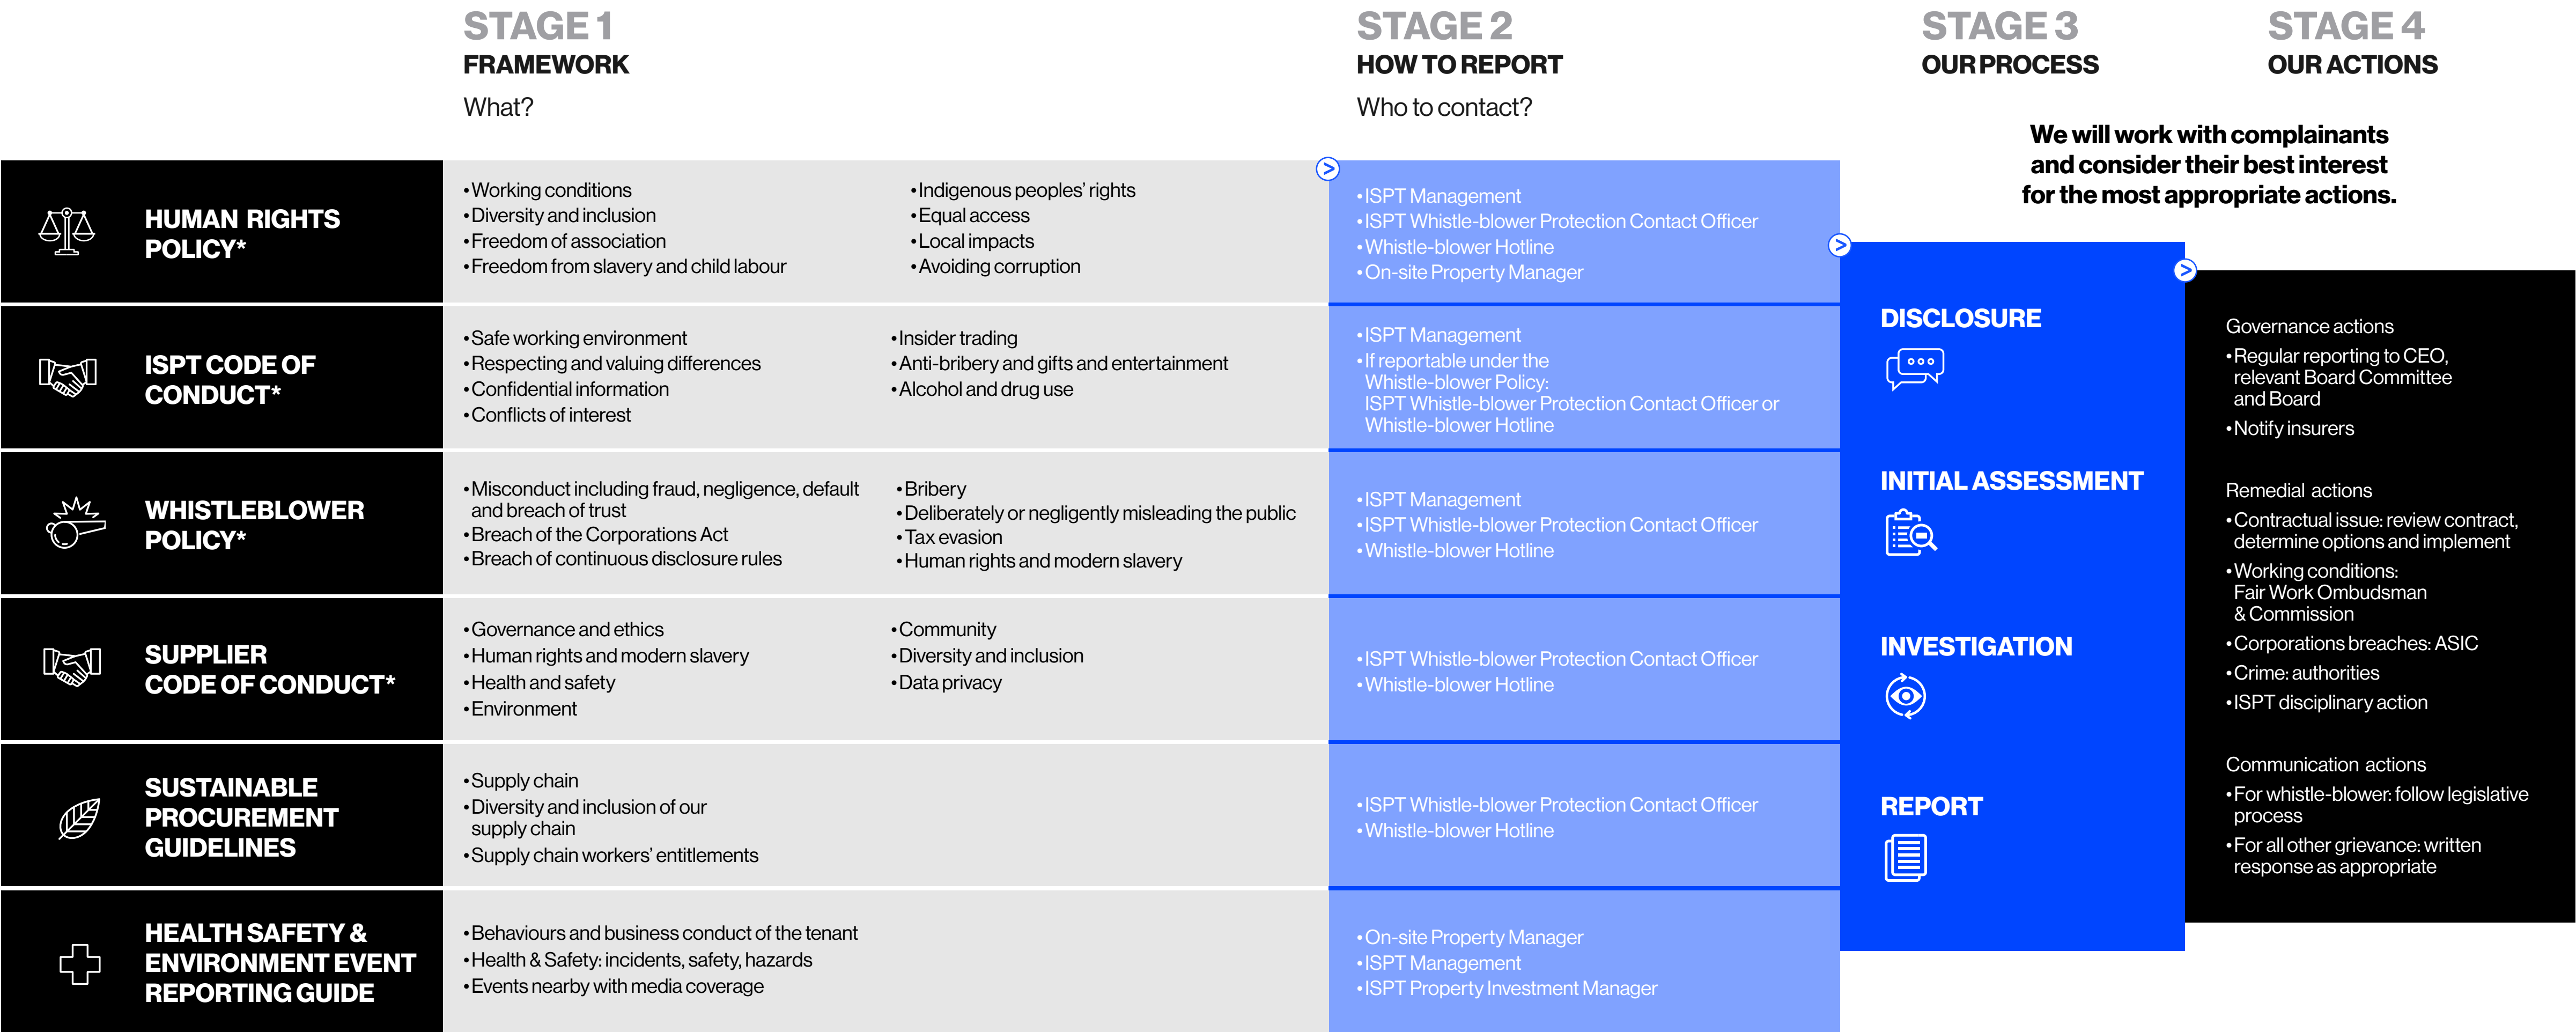 STAGE 1
FRAMEWORK
What?
STAGE 2
HOW TO REPORT
Who to contact?
STAGE 3
OUR PROCESS
STAGE 4
OUR ACTIONS
We will work with complainants
and consider their best interest
for the most appropriate actions.
HUMAN RIGHTS
POLICY*
•Working conditions
•Diversity and inclusion
•Freedom of association
•Freedom from slavery and child labour
•Indigenous peoples’ rights
•Equal access
•Local impacts
•Avoiding corruption
•ISPT Management
•ISPT Whistle-blower Protection Contact Officer
•Whistle-blower Hotline
•On-site Property Manager
ISPT CODE OF
CONDUCT*
•Safe working environment
•Respecting and valuing differences
•Confidential information
•Conflicts of interest
•Insider trading
•Anti-bribery and gifts and entertainment
•Alcohol and drug use
•ISPT Management
•If reportable under the
Whistle-blower Policy:
ISPT Whistle-blower Protection Contact Officer or
Whistle-blower Hotline
WHISTLEBLOWER
POLICY*
•Misconduct including fraud, negligence, default
and breach of trust
•Breach of the Corporations Act
•Breach of continuous disclosure rules
•Bribery
•Deliberately or negligently misleading the public
•Tax evasion
•Human rights and modern slavery
•ISPT Management
•ISPT Whistle-blower Protection Contact Officer
•Whistle-blower Hotline
SUPPLIER
CODE OF CONDUCT*
•Governance and ethics
•Human rights and modern slavery
•Health and safety
•Environment
•Community
•Diversity and inclusion
•Data privacy
•ISPT Whistle-blower Protection Contact Officer
•Whistle-blower Hotline
SUSTAINABLE
PROCUREMENT
GUIDELINES
•Supply chain
•Diversity and inclusion of our
supply chain
•Supply chain workers’ entitlements
•ISPT Whistle-blower Protection Contact Officer
•Whistle-blower Hotline
HEALTH SAFETY &
ENVIRONMENT EVENT
REPORTING GUIDE
•Behaviours and business conduct of the tenant
•Health & Safety: incidents, safety, hazards
•Events nearby with media coverage
•On-site Property Manager
•ISPT Management
•ISPT Property Investment Manager
DISCLOSURE
INITIAL ASSESSMENT
INVESTIGATION
REPORT
Governance actions
•Regular reporting to CEO,
relevant Board Committee
and Board
•Notify insurers
Remedial actions
•Contractual issue: review contract,
determine options and implement
•Working conditions:
Fair Work Ombudsman
& Commission
•Corporations breaches: ASIC
•Crime: authorities
•ISPT disciplinary action
Communication actions
•For whistle-blower: follow legislative
process
•For all other grievance: written
response as appropriate